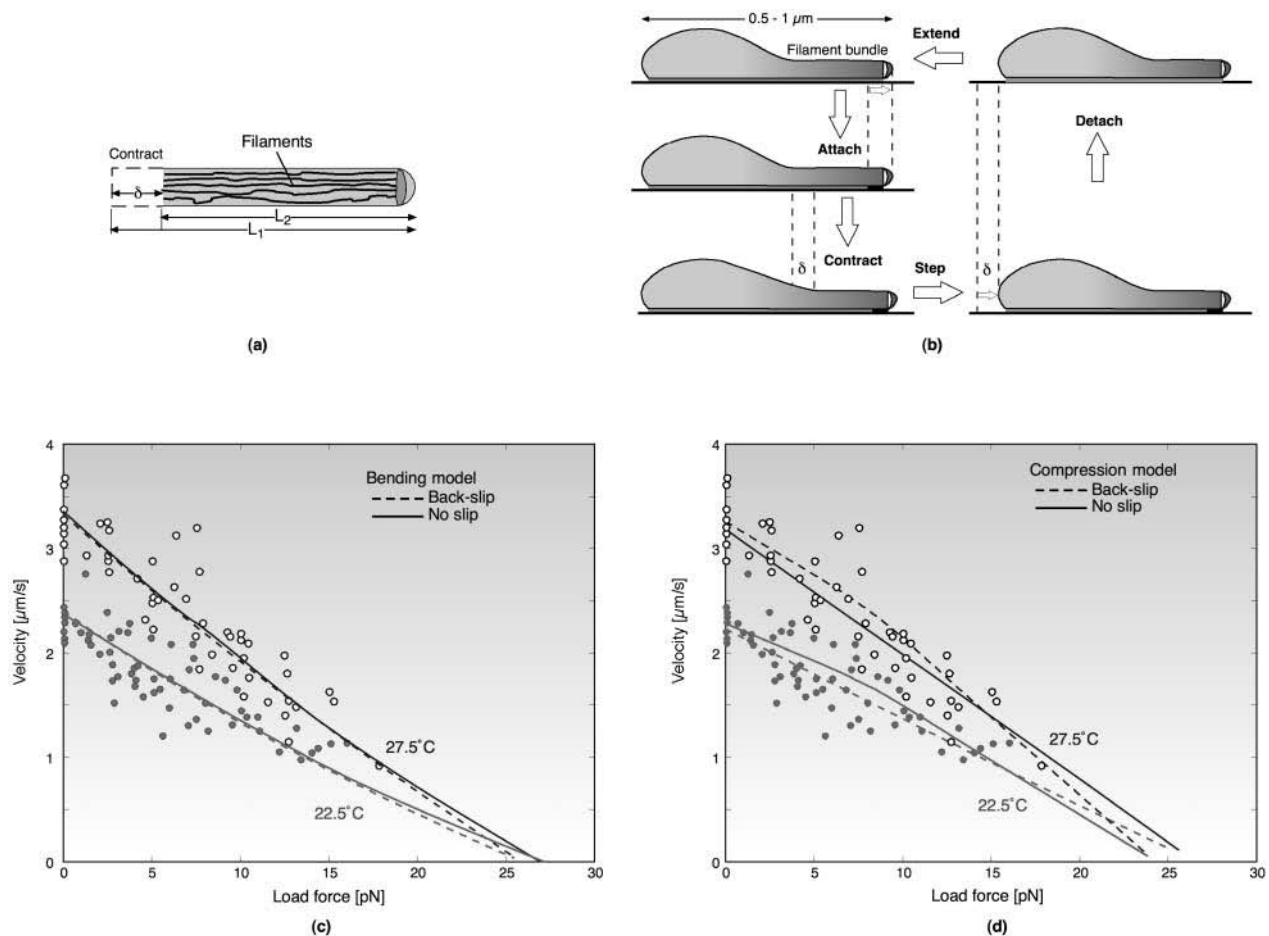 Contract
Filaments
δ
L2
L1
(a)
0.5 - 1 µm
Filament bundle
Extend
Attach
Detach
δ
Contract
Step
δ
(b)
4
3
2
1
0
Velocity [µm/s]
Bending model
Back-slip
No slip
27.5˚C
22.5˚C
0 5 10 15 20 25 30
Load force [pN]
(c)
4
3
2
1
0
Velocity [µm/s]
Compression model
Back-slip
No slip
27.5˚C
22.5˚C
0 5 10 15 20 25 30
Load force [pN]
(d)